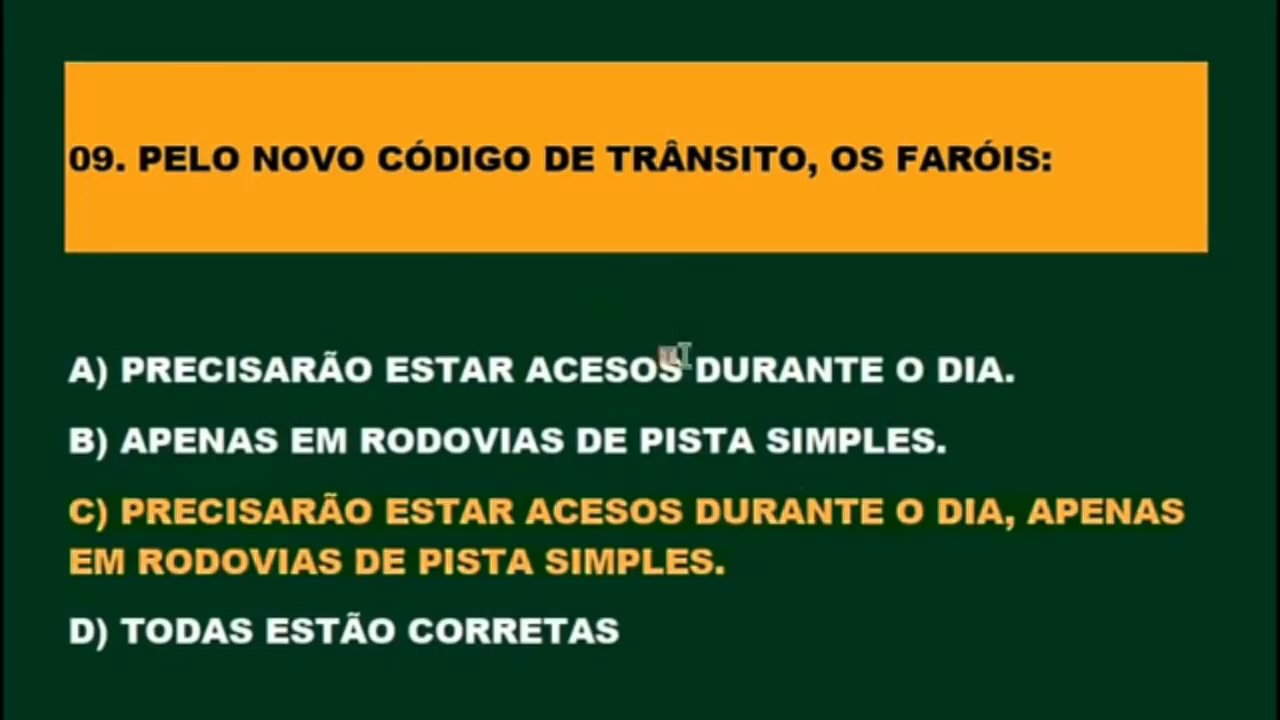 09. PELO NOVO CÓDIGO DE TRÂNSITO, OS FARÓIS:
A) PRECISARÃO ESTAR ACESOS DURANTE O DIA.
B) APENAS EM RODOVIAS DE PISTA SIMPLES.
C) PRECISARÃO ESTAR ACESOS DURANTE O DIA, APENAS
EM RODOVIAS DE PISTA SIMPLES.
D) TODAS ESTÃO CORRETAS